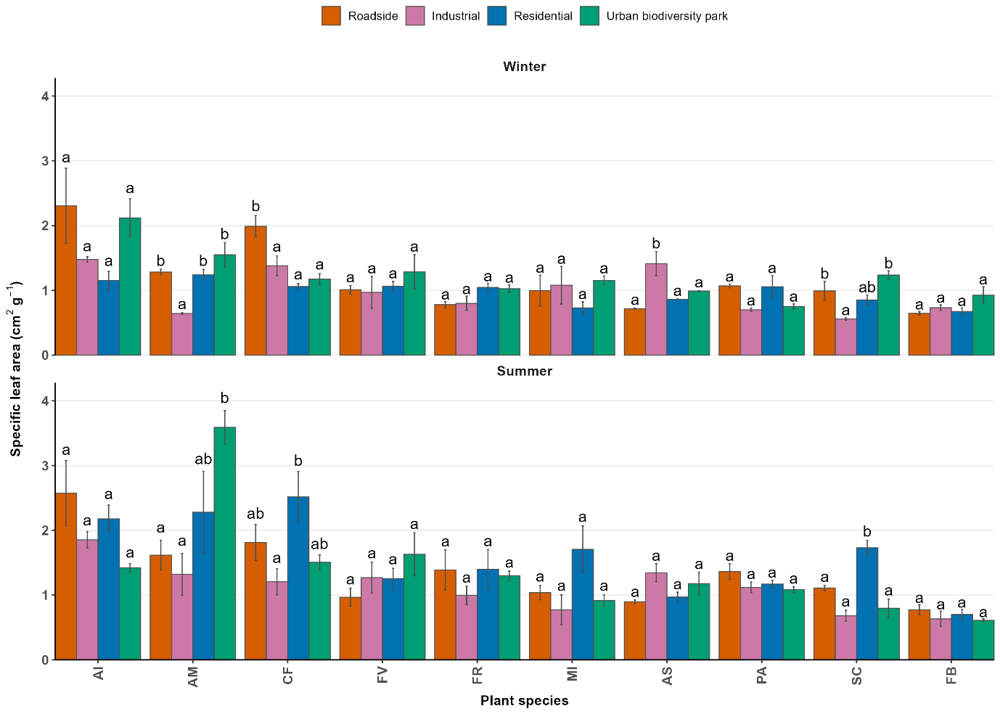 Roadside Industrial Residential Urban biodiversity park
Winter
4
3
2
1
0
a a a a
b a b b
b a a a
a a a a
a a a a
a a a a
a b a a
a a a a
b a ab b
a a a a
Summer
4
3
2
1
0
a a a a
a a ab b
ab a b ab
a a a a
a a a a
a a a a
a a a a
a a a a
a a b a
a a a a
AI AM CF FV FR MI AS PA SC FB
Plant species
Specific leaf area (cm² g⁻¹)